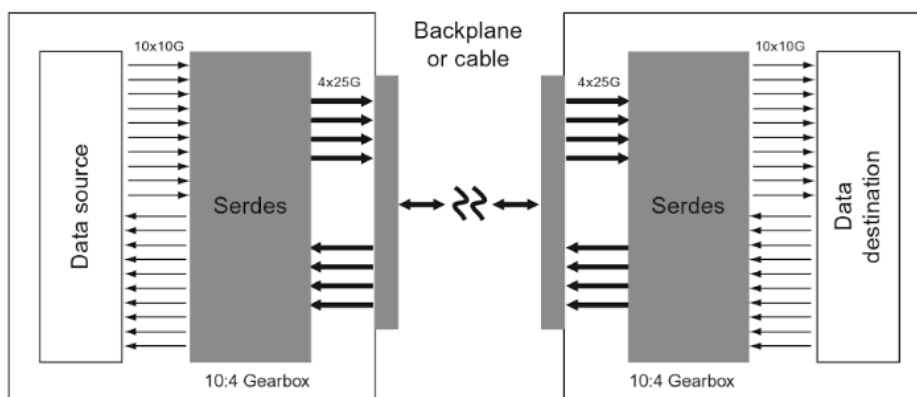 Backplane
or cable
10x10G
4x25G
Data source
Serdes
10:4 Gearbox
4x25G
10x10G
Serdes
Data
destination
10:4 Gearbox